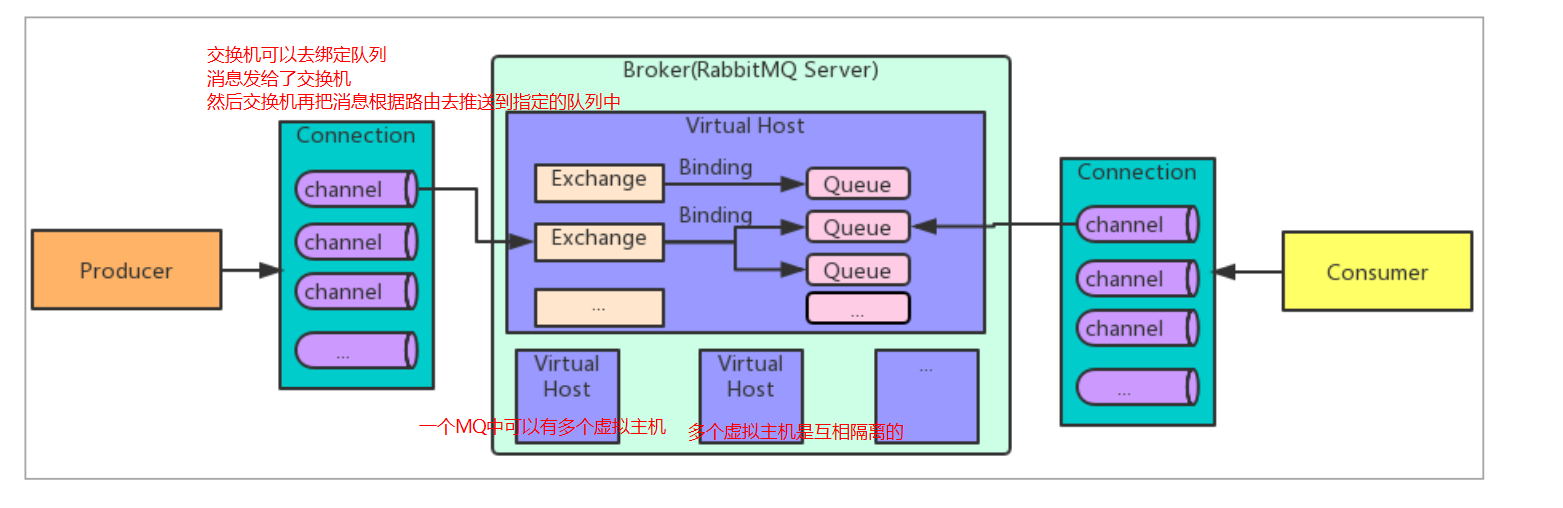 交换机可以去绑定队列
消息发给了交换机
然后交换机再把消息根据路由去推送到指定的队列中
Broker(RabbitMQ Server)
Connection
channel
channel
channel
...
Producer
Virtual Host
Exchange
Binding
Queue
Exchange
Binding
Queue
Queue
...
...
Virtual
Host
Virtual
Host
...
一个MQ中可以有多个虚拟主机
多个虚拟主机是互相隔离的
Connection
channel
channel
channel
...
Consumer